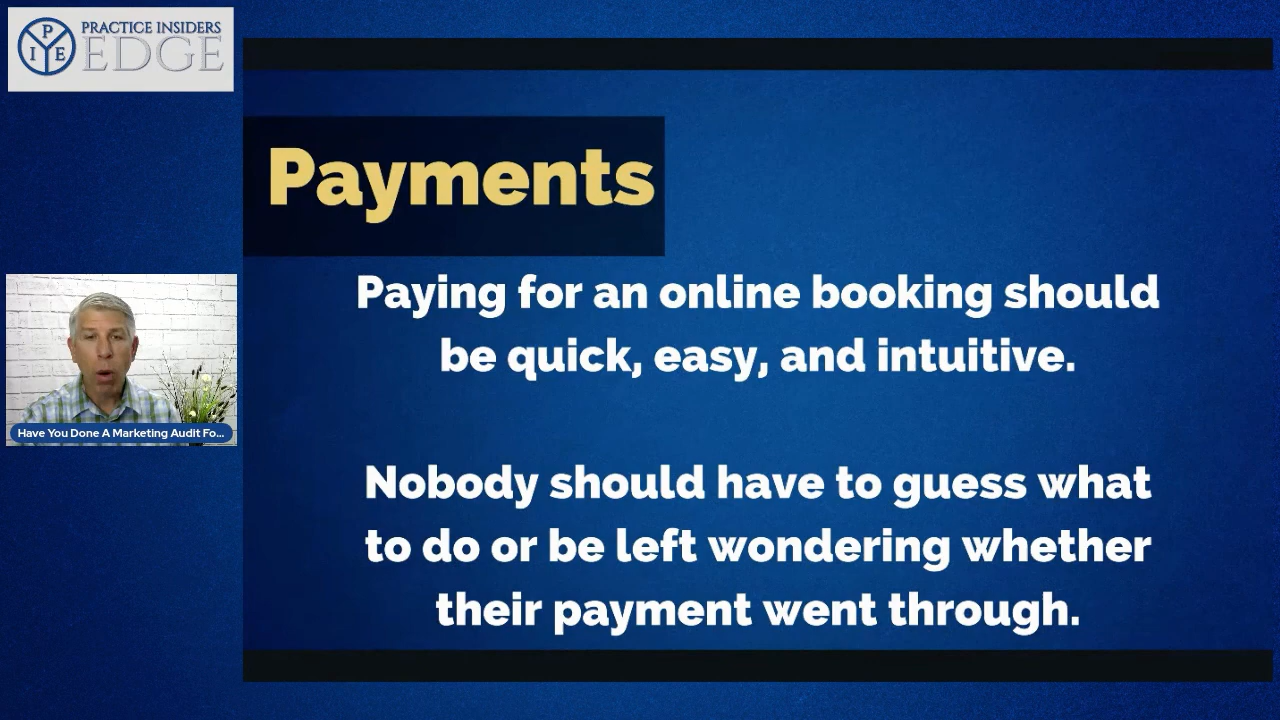 PRACTICE INSIDERS
EDGE
P
I
E
Payments
Paying for an online booking should
be quick, easy, and intuitive.
Nobody should have to guess what
to do or be left wondering whether
their payment went through.
Have You Done A Marketing Audit Fo...